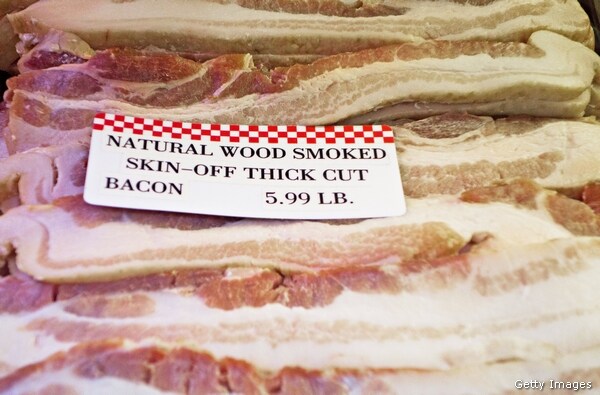 NATURAL WOOD SMOKED
SKIN-OFF THICK CUT
BACON 5.99 LB.
Getty Images